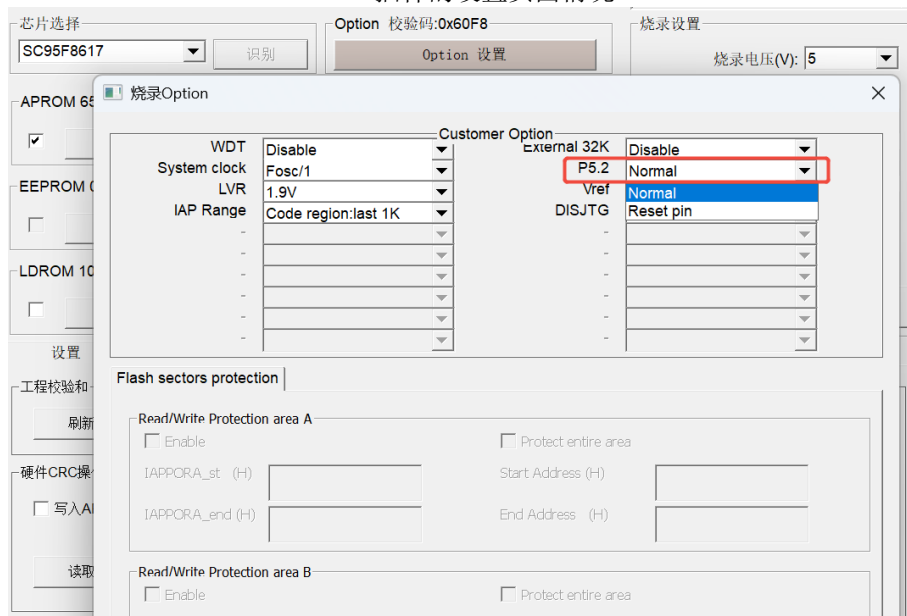 芯片选择
Option 校验码:0x60F8
烧录设置
SC95F8617
识别
Option 设置
烧录电压(V): 5
烧录Option
APROM
Customer Option
WDT Disable
External 32K Disable
System clock Fosc/1
P5.2 Normal
LVR 1.9V
Vref Normal
IAP Range Code region:last 1K
DISJTG Reset pin
EEPROM
LDROM
- -
- -
- -
- -
- -
- -
设置
Flash sectors protection
工程校验和
刷新
Read/Write Protection area A
Enable
Protect entire area
IAPPORA_st (H)
Start Address (H)
IAPPORA_end (H)
End Address (H)
硬件CRC操
写入A
读取
Read/Write Protection area B
Enable
Protect entire area